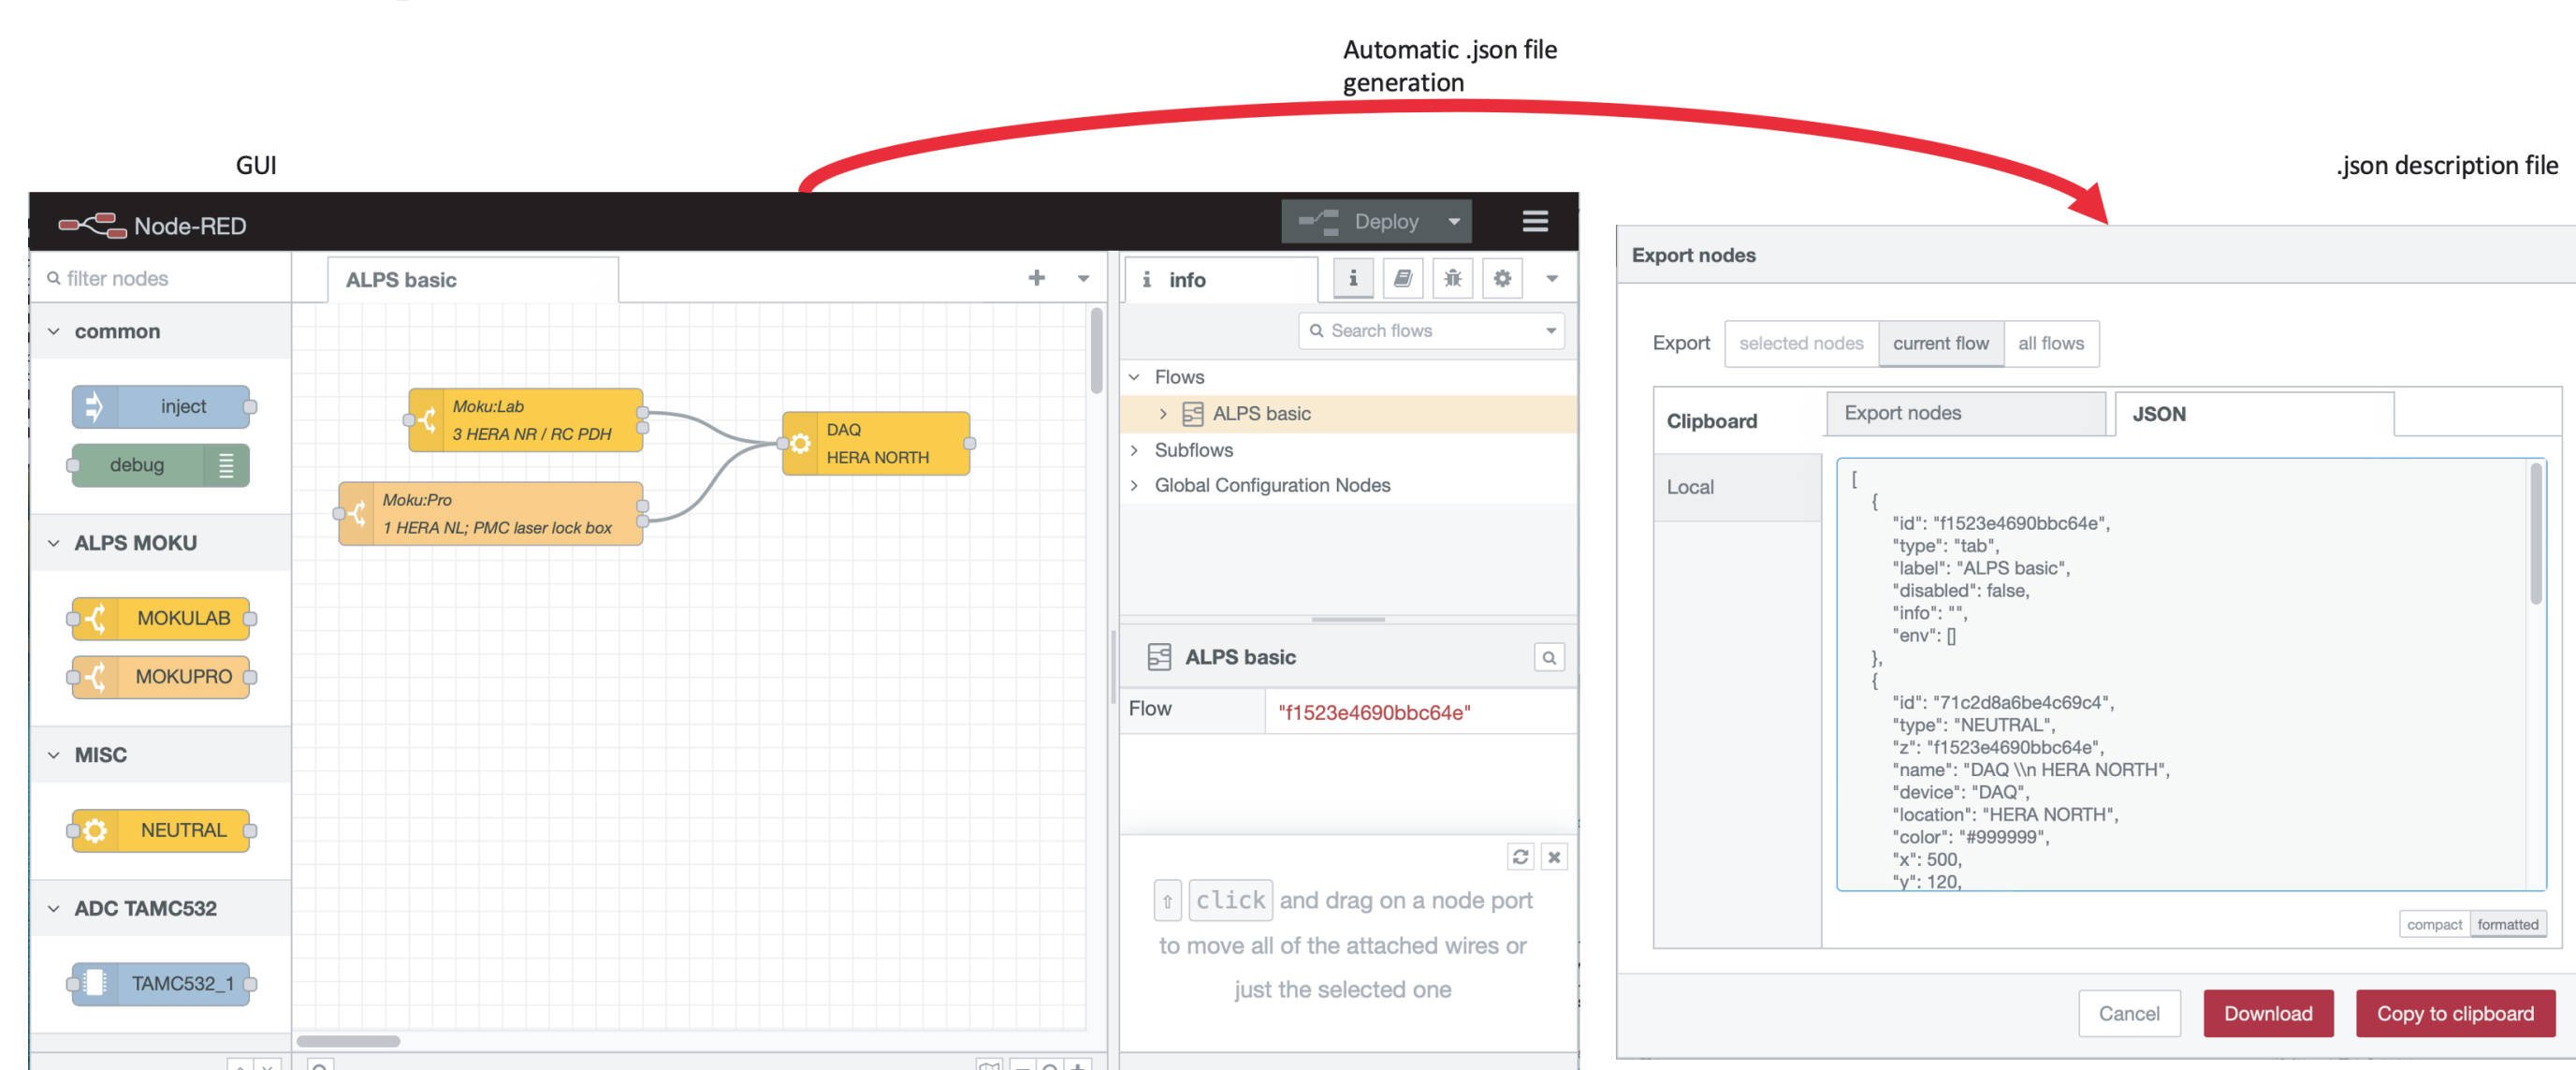 Automatic .json file
generation
GUI
.json description file
Node-RED
Deploy
filter nodes
ALPS basic
info
i
Search flows
common
inject
debug
ALPS MOKU
MOKULAB
MOKUPRO
MISC
NEUTRAL
ADC TAMC532
TAMC532_1
Moku:Lab
3 HERA NR / RC PDH
Moku:Pro
1 HERA NL; PMC laser lock box
DAQ
HERA NORTH
Flows
ALPS basic
Subflows
Global Configuration Nodes
ALPS basic
Flow "f1523e4690bbc64e"
⇧ click and drag on a node port
to move all of the attached wires or
just the selected one
Export nodes
Export selected nodes current flow all flows
Clipboard
Local
Export nodes JSON
[
{
"id": "f1523e4690bbc64e",
"type": "tab",
"label": "ALPS basic",
"disabled": false,
"info": "",
"env": []
},
{
"id": "71c2d8a6be4c69c4",
"type": "NEUTRAL",
"z": "f1523e4690bbc64e",
"name": "DAQ \\n HERA NORTH",
"device": "DAQ",
"location": "HERA NORTH",
"color": "#999999",
"x": 500,
"y": 120,
compact formatted
Cancel Download Copy to clipboard